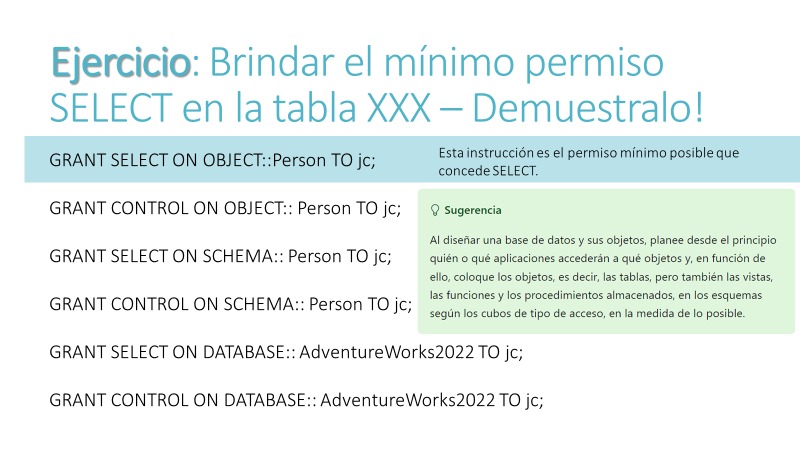 Ejercicio: Brindar el mínimo permiso
SELECT en la tabla XXX – Demuestralo!
GRANT SELECT ON OBJECT::Person TO jc;
Esta instrucción es el permiso mínimo posible que
concede SELECT.
GRANT CONTROL ON OBJECT:: Person TO jc;
GRANT SELECT ON SCHEMA:: Person TO jc;
GRANT CONTROL ON SCHEMA:: Person TO jc;
GRANT SELECT ON DATABASE:: AdventureWorks2022 TO jc;
GRANT CONTROL ON DATABASE:: AdventureWorks2022 TO jc;
Sugerencia
Al diseñar una base de datos y sus objetos, planee desde el principio
quién o qué aplicaciones accederán a qué objetos y, en función de
ello, coloque los objetos, es decir, las tablas, pero también las vistas,
las funciones y los procedimientos almacenados, en los esquemas
según los cubos de tipo de acceso, en la medida de lo posible.